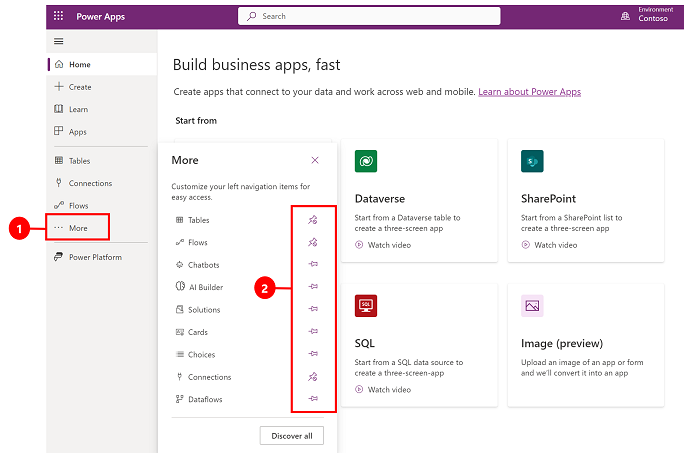 Power Apps
Search
Environment
Contoso
Home
Create
Learn
Apps
Tables
Connections
Flows
1
More
Power Platform
Build business apps, fast
Create apps that connect to your data and work across web and mobile. Learn about Power Apps
Start from
More
Customize your left navigation items for
easy access.
Tables
Flows
Chatbots
2
AI Builder
Solutions
Cards
Choices
Connections
Dataflows
Discover all
Dataverse
Start from a Dataverse table to
create a three-screen app
Watch video
S
SharePoint
Start from a SharePoint list to
create a three-screen app
Watch video
SQL
SQL
Start from a SQL data source to
create a three-screen-app
Watch video
Image (preview)
Upload an image of an app or form
and we'll convert it into an app